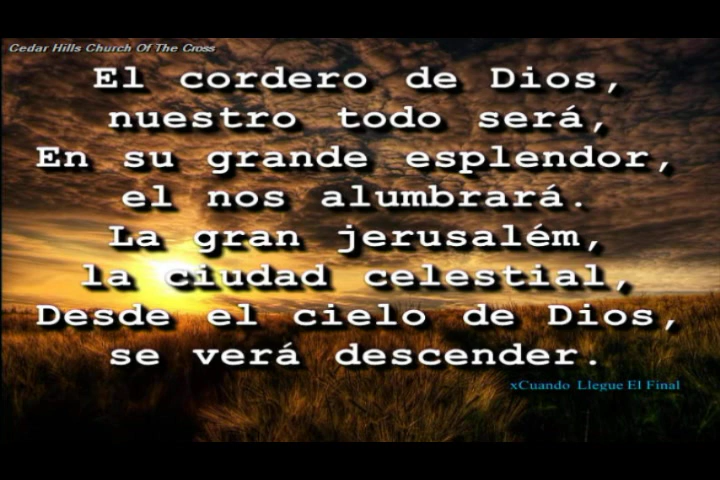 Cedar Hills Church Of The Cross
El cordero de Dios,
nuestro todo será,
En su grande esplendor,
el nos alumbrará.
La gran jerusalém,
la ciudad celestial,
Desde el cielo de Dios,
se verá descender.
xCuando Llegue El Final